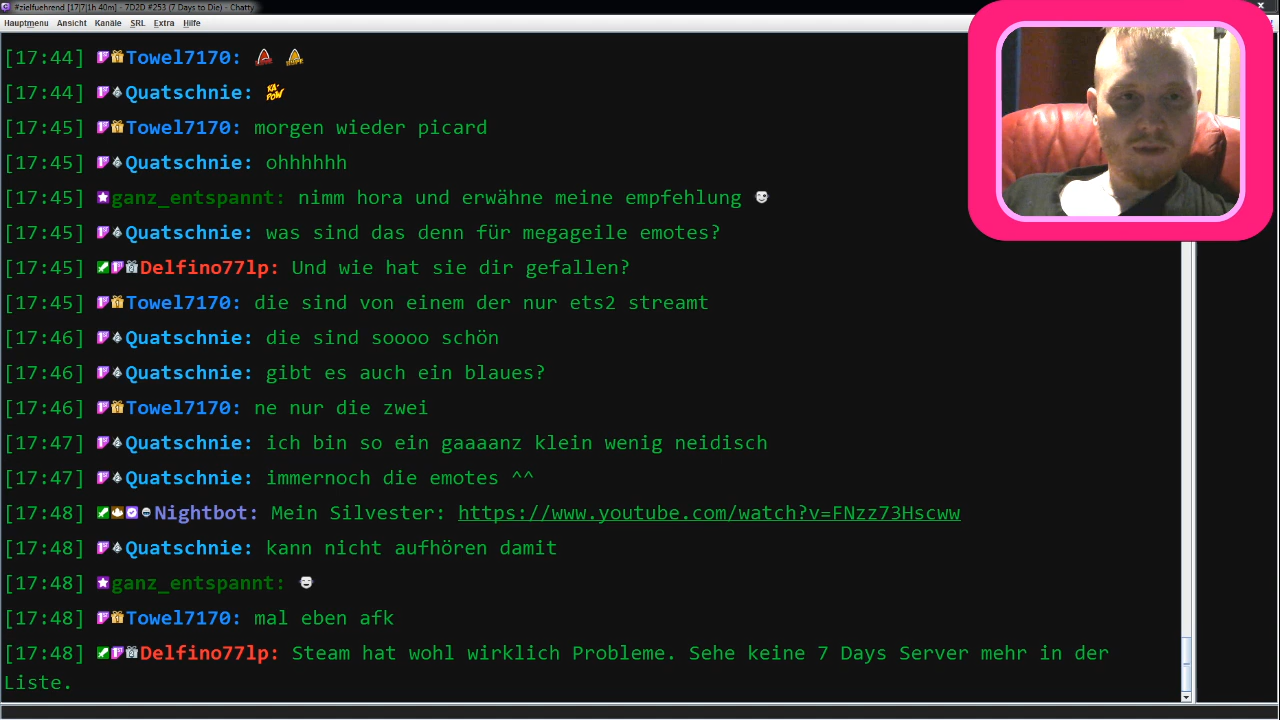 #zielfuehrend [17|7|1h 40m] - 7D2D #253 (7 Days to Die) - Chatty
Hauptmenu Ansicht Kanäle SRL Extra Hilfe
[17:44] Towel7170:
[17:44] Quatschnie: KA POW
[17:45] Towel7170: morgen wieder picard
[17:45] Quatschnie: ohhhhhh
[17:45] ganz_entspannt: nimm hora und erwähne meine empfehlung
[17:45] Quatschnie: was sind das denn für megageile emotes?
[17:45] Delfino77lp: Und wie hat sie dir gefallen?
[17:45] Towel7170: die sind von einem der nur ets2 streamt
[17:46] Quatschnie: die sind soooo schön
[17:46] Quatschnie: gibt es auch ein blaues?
[17:46] Towel7170: ne nur die zwei
[17:47] Quatschnie: ich bin so ein gaaaanz klein wenig neidisch
[17:47] Quatschnie: immernoch die emotes ^^
[17:48] Nightbot: Mein Silvester: https://www.youtube.com/watch?v=FNzz73Hscww
[17:48] Quatschnie: kann nicht aufhören damit
[17:48] ganz_entspannt:
[17:48] Towel7170: mal eben afk
[17:48] Delfino77lp: Steam hat wohl wirklich Probleme. Sehe keine 7 Days Server mehr in der
Liste.